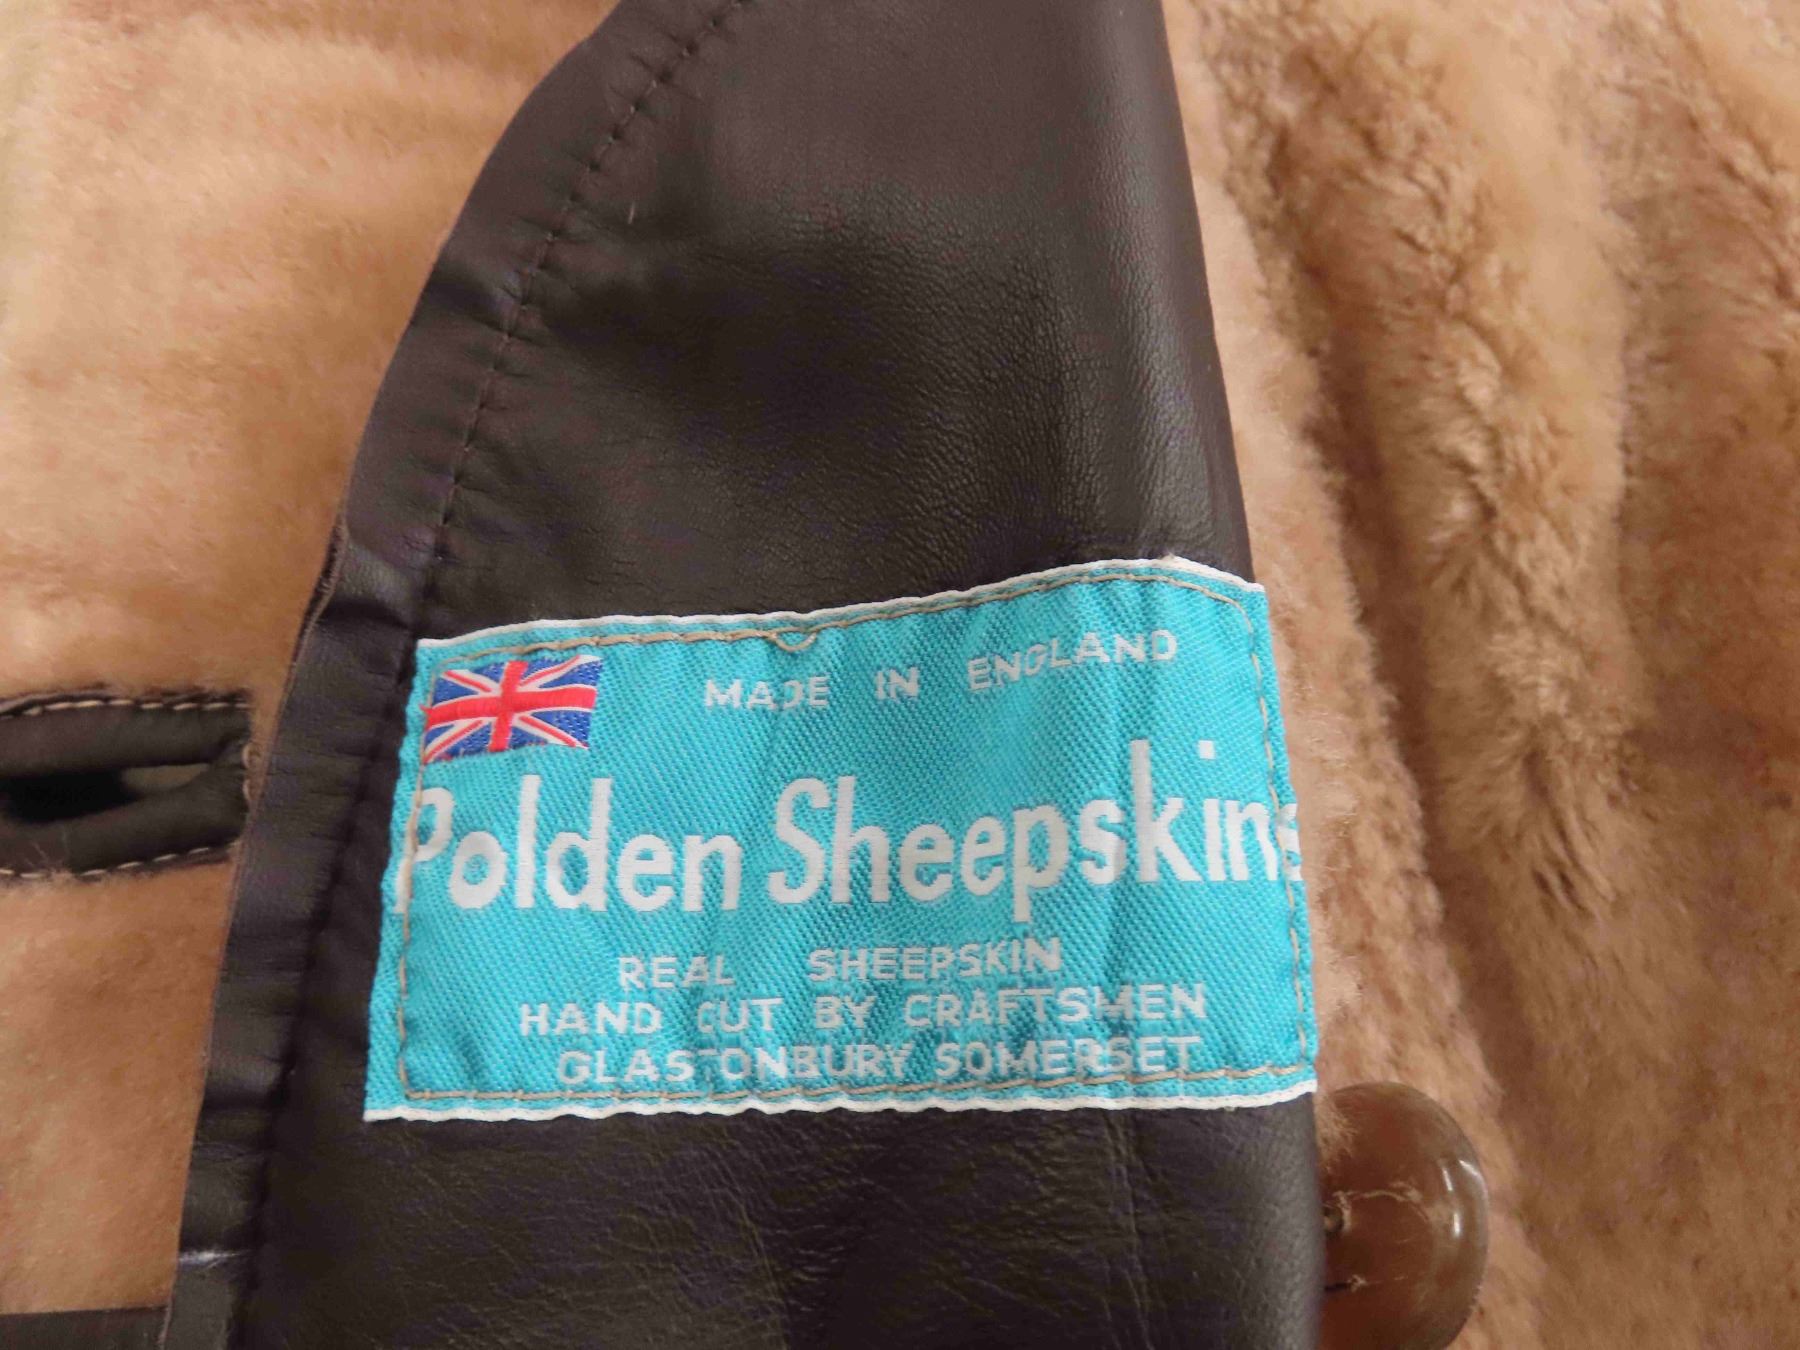 MADE IN ENGLAND
Polden Sheepskins
REAL SHEEPSKIN
HAND CUT BY CRAFTSMEN
GLASTONBURY SOMERSET